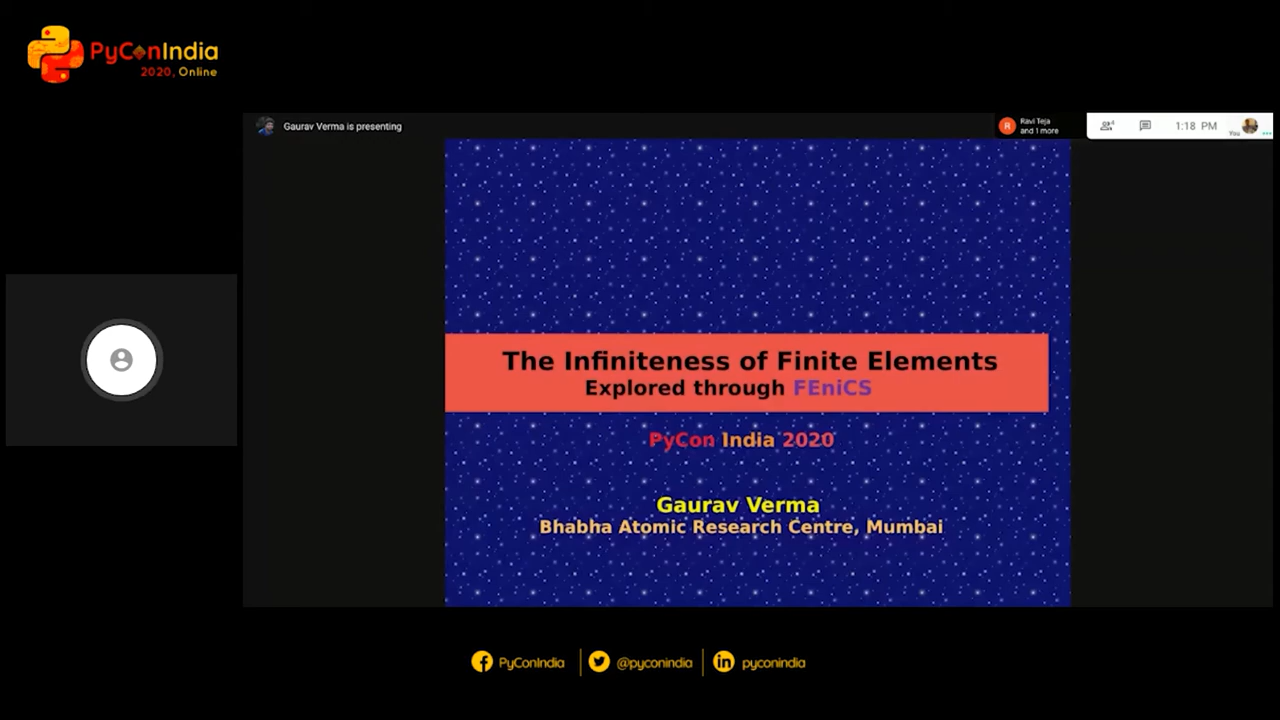 PyConIndia
2020, Online
Gaurav Verma is presenting
R
Ravi Teja
and 1 more
4
1:18 PM
You
The Infiniteness of Finite Elements
Explored through FEniCS
PyCon India 2020
Gaurav Verma
Bhabha Atomic Research Centre, Mumbai
PyConIndia
@pyconindia
pyconindia